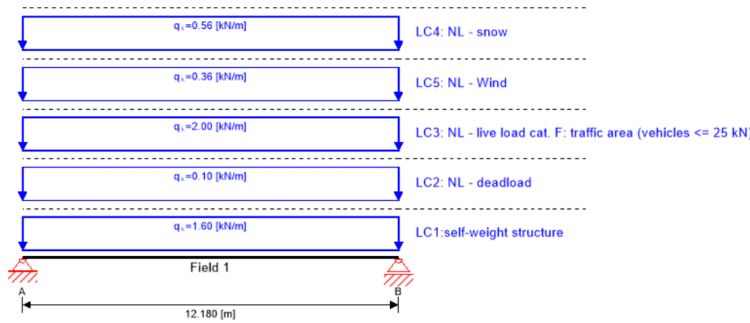 qₖ=0.56 [kN/m]
LC4: NL - snow
qₖ=0.36 [kN/m]
LC5: NL - Wind
qₖ=2.00 [kN/m]
LC3: NL - live load cat. F: traffic area (vehicles <= 25 kN)
qₖ=0.10 [kN/m]
LC2: NL - deadload
qₖ=1.60 [kN/m]
LC1:self-weight structure
Field 1
A
B
12.180 [m]